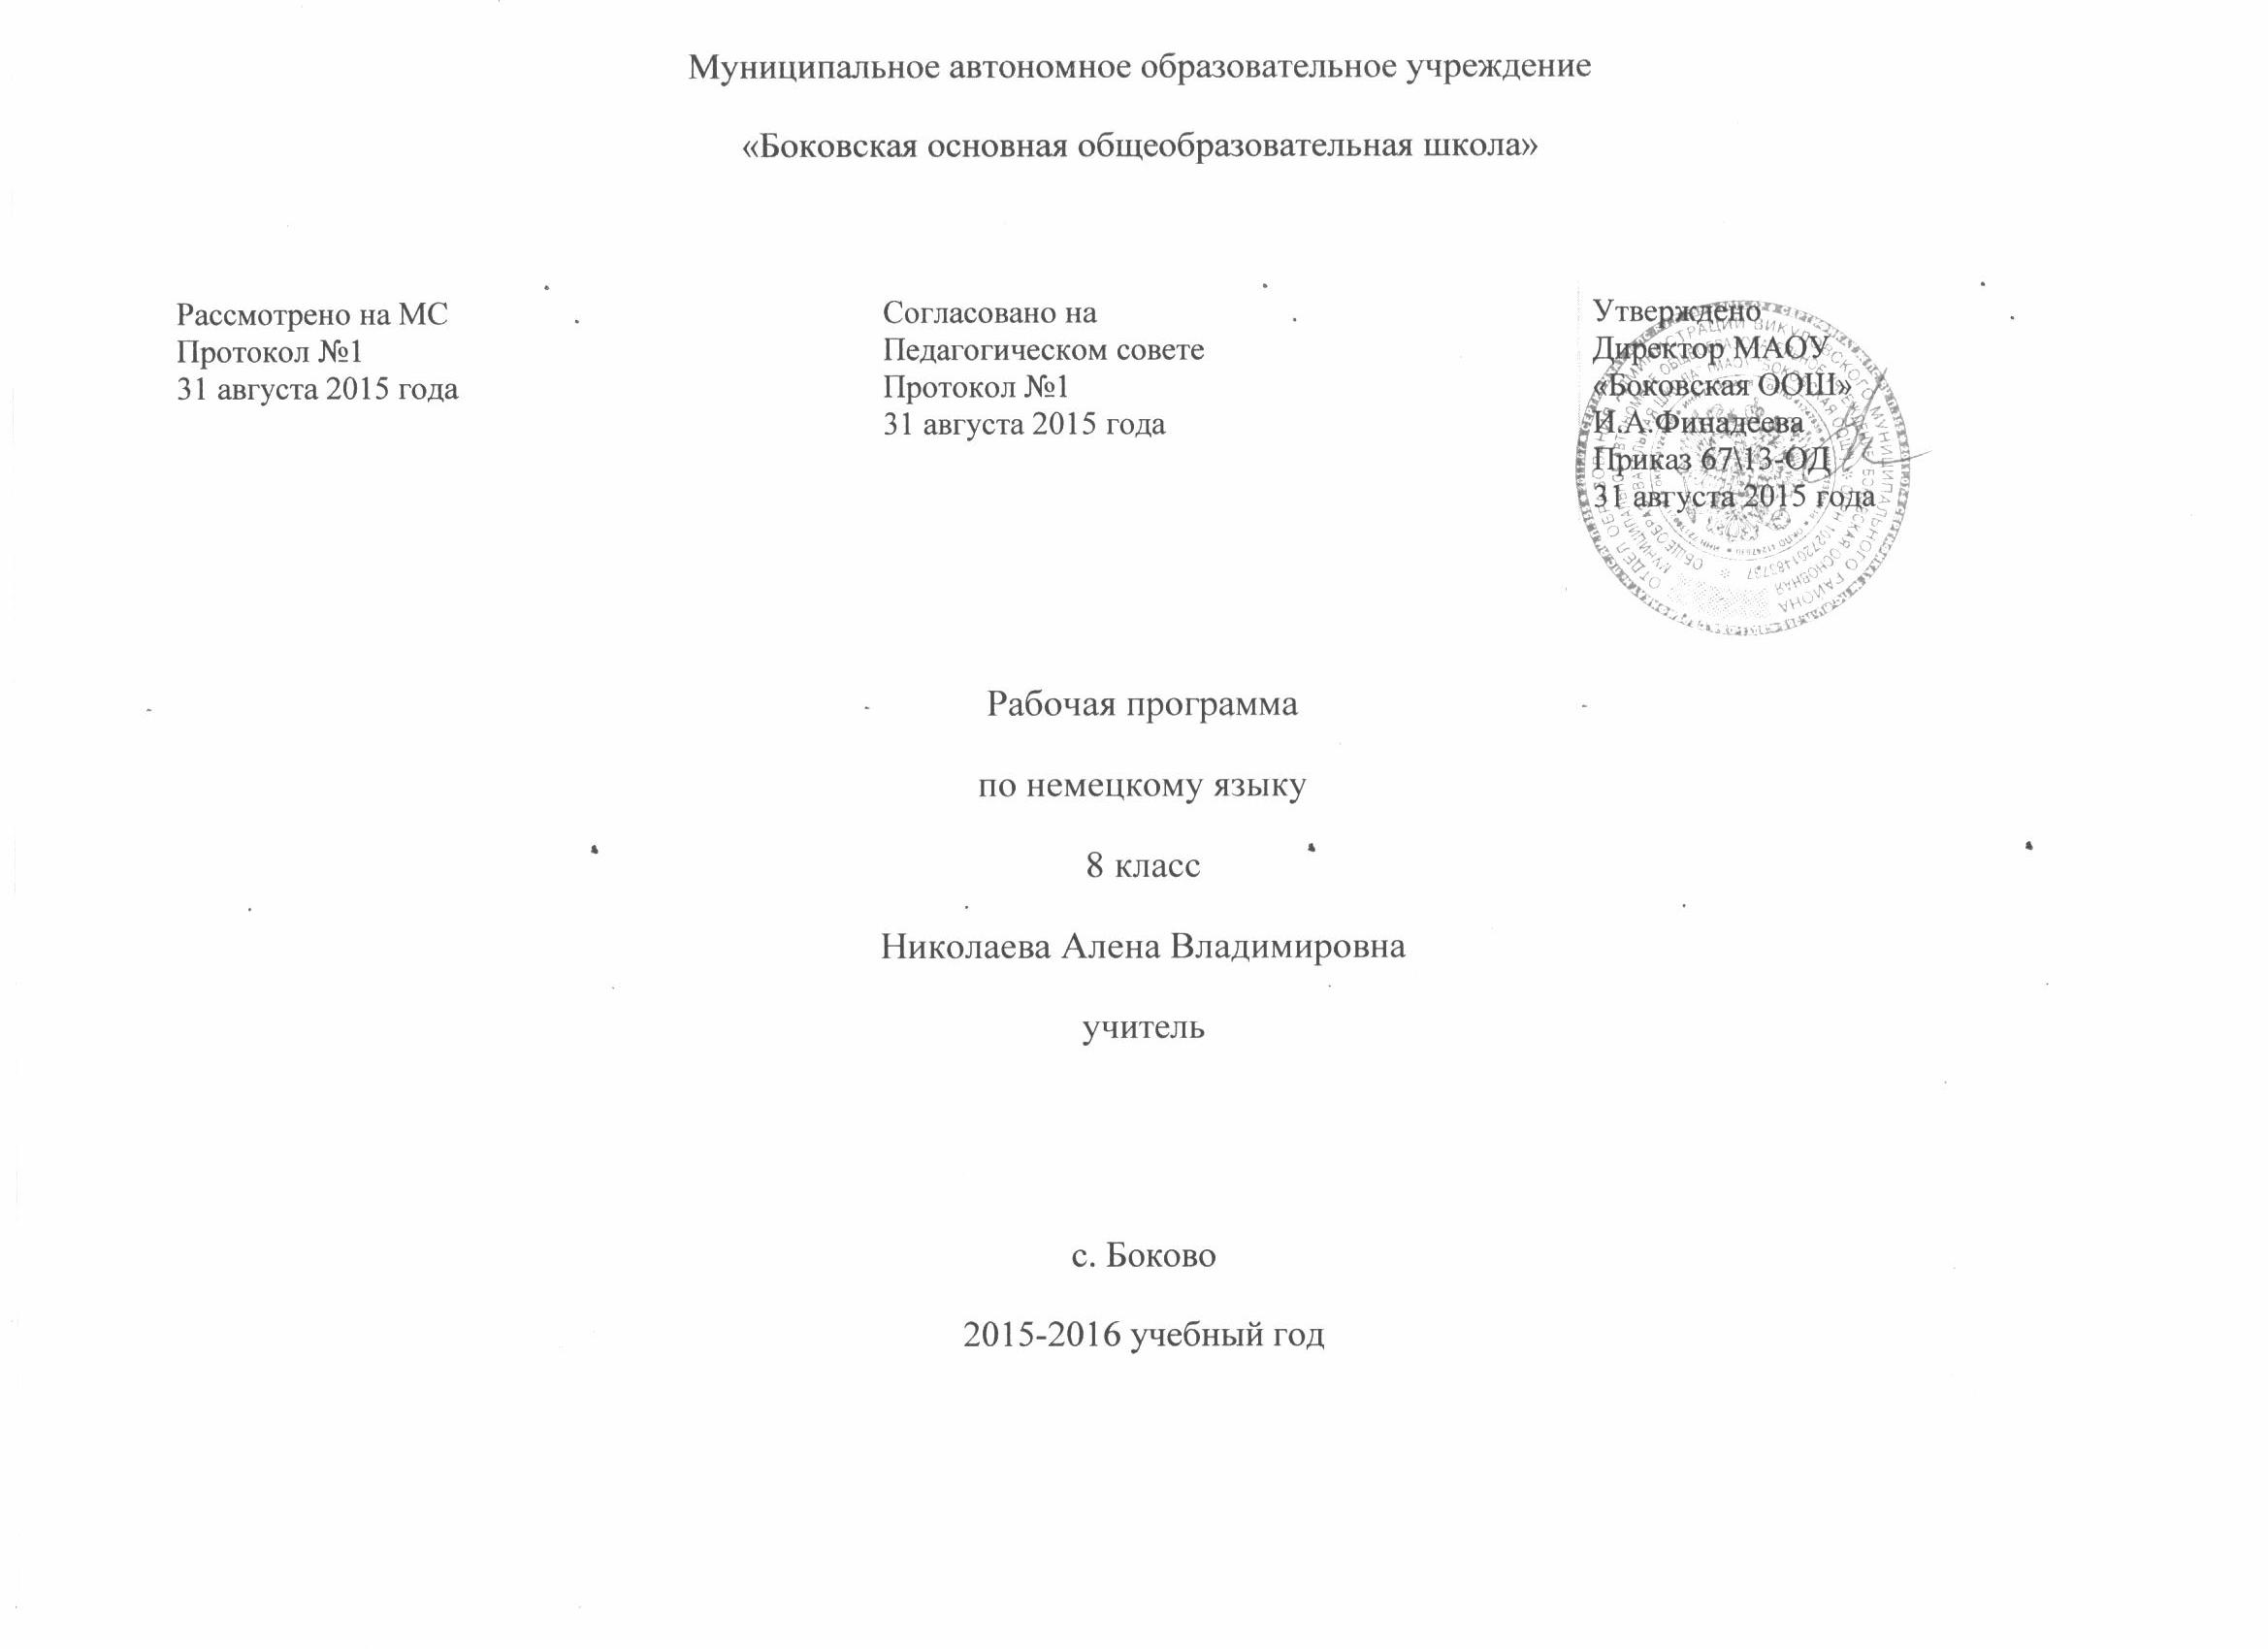 Муниципальное автономное образовательное учреждение
«Боковская основная общеобразовательная школа»
Рассмотрено на МС
Протокол №1
31 августа 2015 года
Согласовано на
Педагогическом совете
Протокол №1
31 августа 2015 года
Утверждено
Директор МАОУ
«Боковская ООШ»
И.А.Финадеева
Приказ 67\13-ОД
31 августа 2015 года
Рабочая программа
по немецкому языку
8 класс
Николаева Алена Владимировна
учитель
с. Боково
2015-2016 учебный год